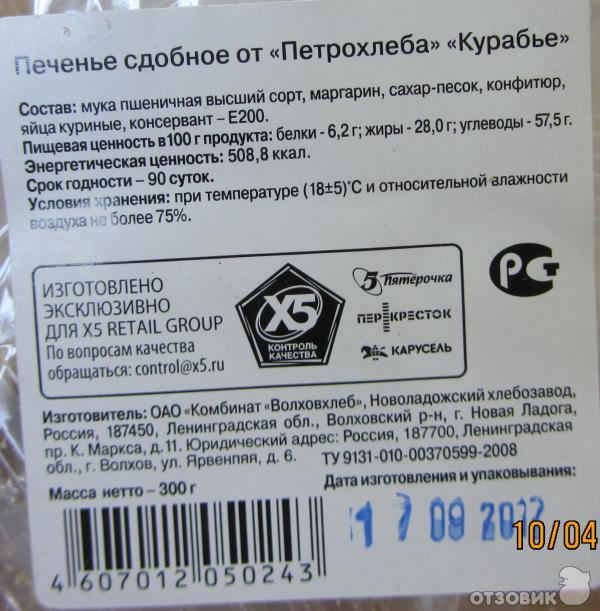 Печенье сдобное от «Петрохлеба» «Курабье»
Состав: мука пшеничная высший сорт, маргарин, сахар-песок, конфитюр,
яйца куриные, консервант – Е200.
Пищевая ценность в 100 г продукта: белки - 6,2 г; жиры - 28,0 г; углеводы - 57,5 г.
Энергетическая ценность: 508,8 ккал.
Срок годности – 90 суток.
Условия хранения: при температуре (18±5)°С и относительной влажности
воздуха не более 75%.
ИЗГОТОВЛЕНО
ЭКСКЛЮЗИВНО
ДЛЯ X5 RETAIL GROUP
По вопросам качества
обращаться: control@x5.ru
X5
КОНТРОЛЬ
КАЧЕСТВА
5 Пятёрочка
ПЕРЕКРЕСТОК
КАРУСЕЛЬ
РСТ
Изготовитель: ОАО «Комбинат «Волховхлеб», Новоладожский хлебозавод,
Россия, 187450, Ленинградская обл., Волховский р-н, г. Новая Ладога,
пр. К. Маркса, д.11. Юридический адрес: Россия, 187700, Ленинградская
обл., г. Волхов, ул. Ярвенпяя, д. 6. ТУ 9131-010-00370599-2008
Масса нетто – 300 г
Дата изготовления и упаковывания:
17 09 2012
10/04
4 607012 050243
ОТЗОВИК